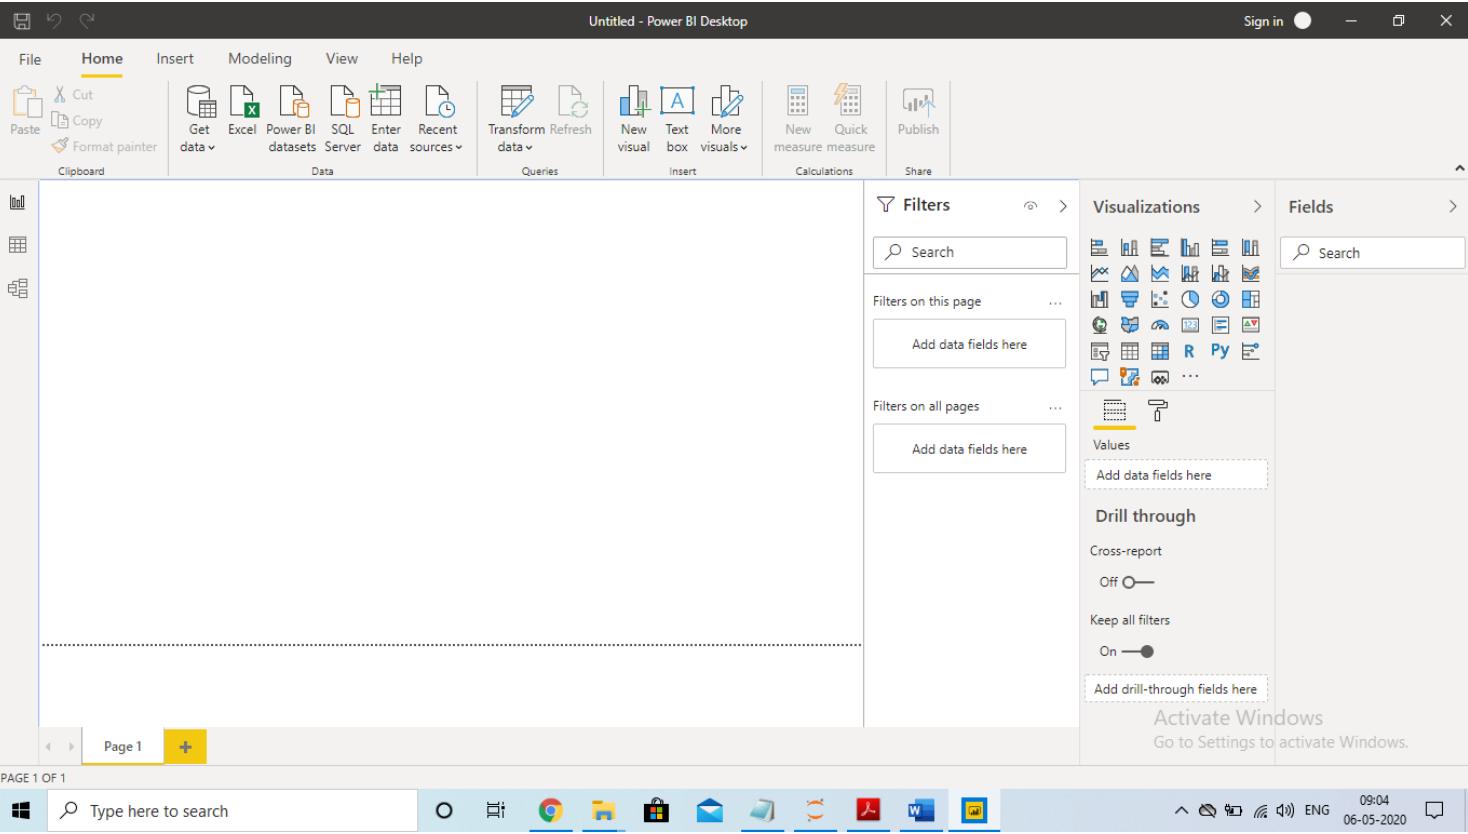 Untitled - Power BI Desktop
Sign in
File Home Insert Modeling View Help
Paste
Cut
Copy
Format painter
Clipboard
Get data
Excel
Power BI datasets
SQL Server
Enter data
Recent sources
Data
Transform data
Refresh
Queries
New visual
Text box
More visuals
Insert
New measure
Quick measure
Calculations
Publish
Share
Filters
Search
Filters on this page
Add data fields here
Filters on all pages
Add data fields here
Visualizations
123
R
Py
Values
Add data fields here
Drill through
Cross-report
Off
Keep all filters
On
Add drill-through fields here
Fields
Search
Activate Windows
Go to Settings to activate Windows.
Page 1
PAGE 1 OF 1
Type here to search
ENG
09:04
06-05-2020